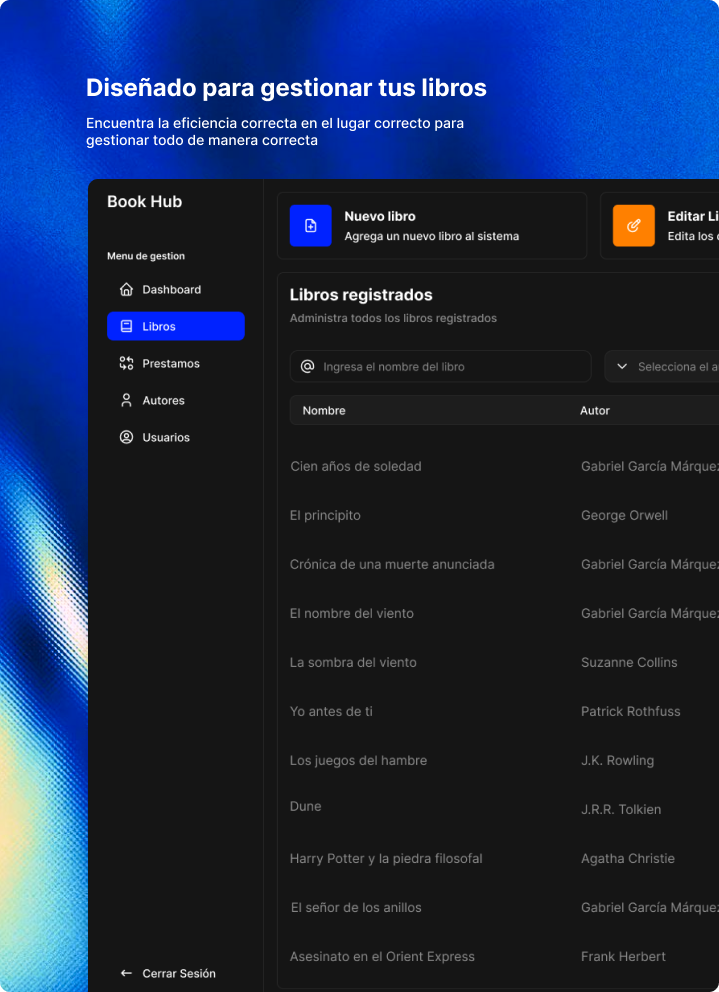 Diseñado para gestionar tus libros
Encuentra la eficiencia correcta en el lugar correcto para
gestionar todo de manera correcta
Book Hub
Menu de gestion
Dashboard
Libros
Prestamos
Autores
Usuarios
Cerrar Sesión
Nuevo libro
Agrega un nuevo libro al sistema
Editar Li
Edita los
Libros registrados
Administra todos los libros registrados
Ingresa el nombre del libro
Selecciona el a
Nombre Autor
Cien años de soledad Gabriel García Márquez
El principito George Orwell
Crónica de una muerte anunciada Gabriel García Márquez
El nombre del viento Gabriel García Márquez
La sombra del viento Suzanne Collins
Yo antes de ti Patrick Rothfuss
Los juegos del hambre J.K. Rowling
Dune J.R.R. Tolkien
Harry Potter y la piedra filosofal Agatha Christie
El señor de los anillos Gabriel García Márquez
Asesinato en el Orient Express Frank Herbert